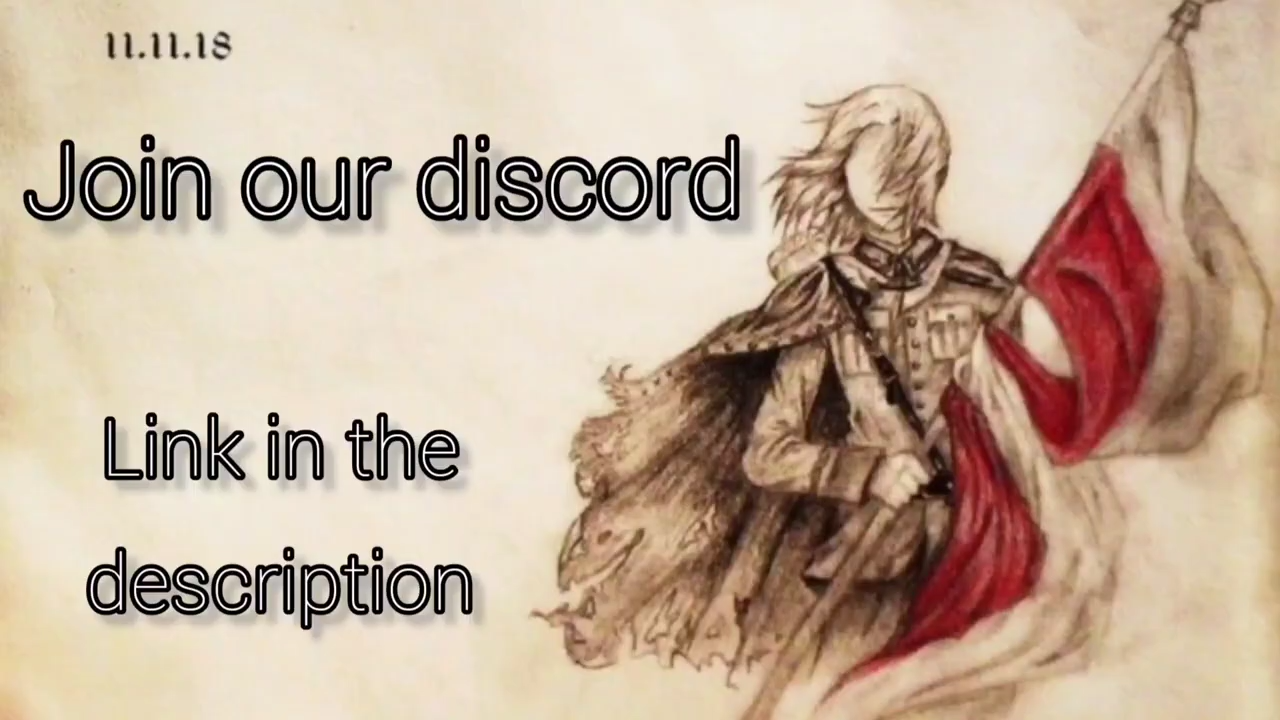 11.11.18
Join our discord
Link in the
description